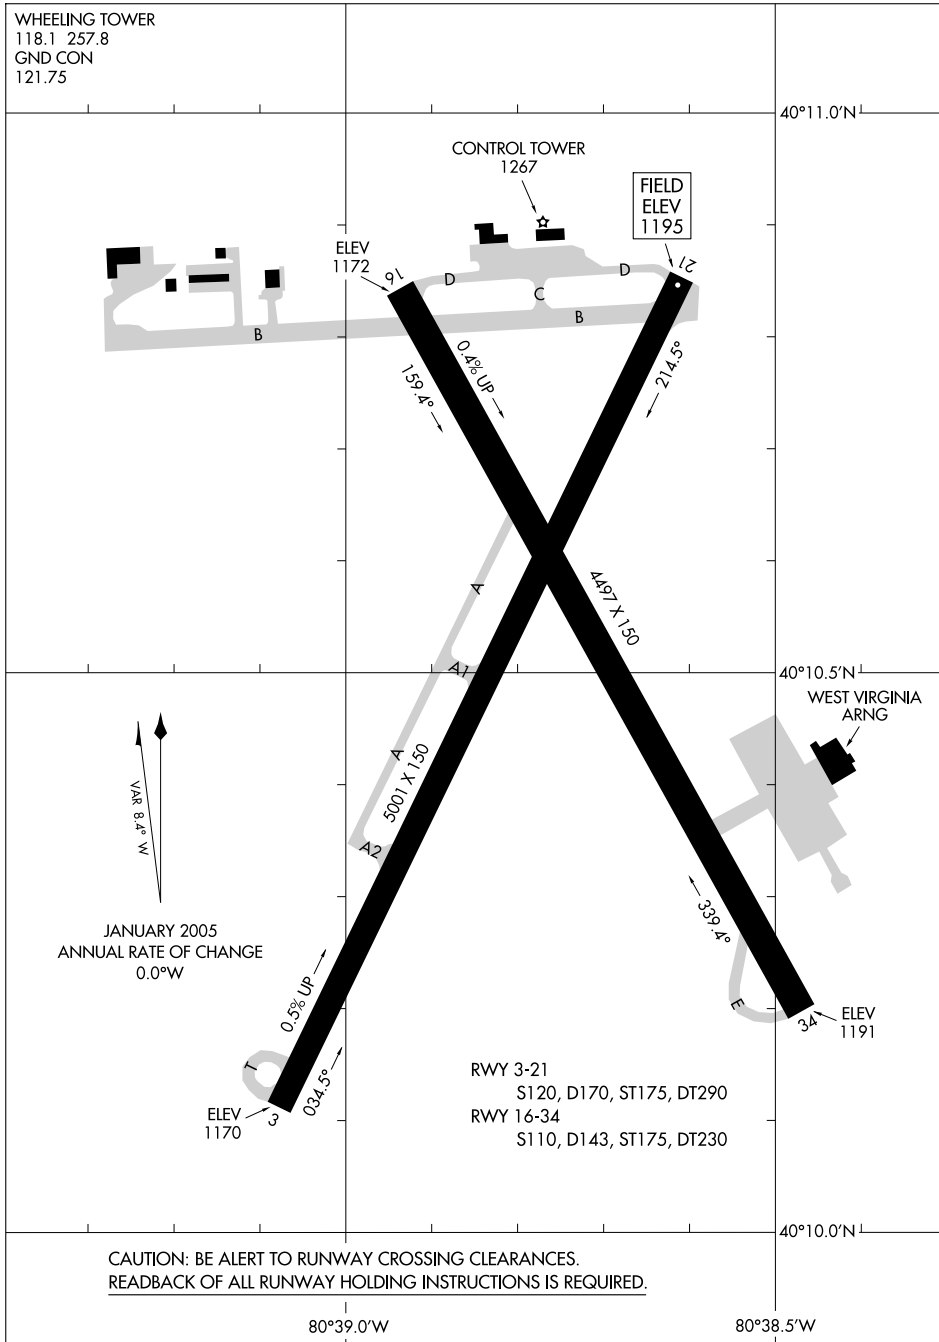 WHEELING TOWER
118.1 257.8
GND CON
121.75
40°11.0'N
CONTROL TOWER
1267
FIELD
ELEV
1195
ELEV
1172
16
21
D
D
C
B
B
0.4% UP
159.4°
214.5°
A
4497 X 150
A1
40°10.5'N
WEST VIRGINIA
ARNG
A
5001 X 150
VAR 8.4° W
A2
JANUARY 2005
ANNUAL RATE OF CHANGE
0.0°W
339.4°
0.5% UP
E
34
ELEV
1191
T
034.5°
RWY 3-21
S120, D170, ST175, DT290
RWY 16-34
S110, D143, ST175, DT230
ELEV
1170
3
40°10.0'N
CAUTION: BE ALERT TO RUNWAY CROSSING CLEARANCES.
READBACK OF ALL RUNWAY HOLDING INSTRUCTIONS IS REQUIRED.
80°39.0'W
80°38.5'W